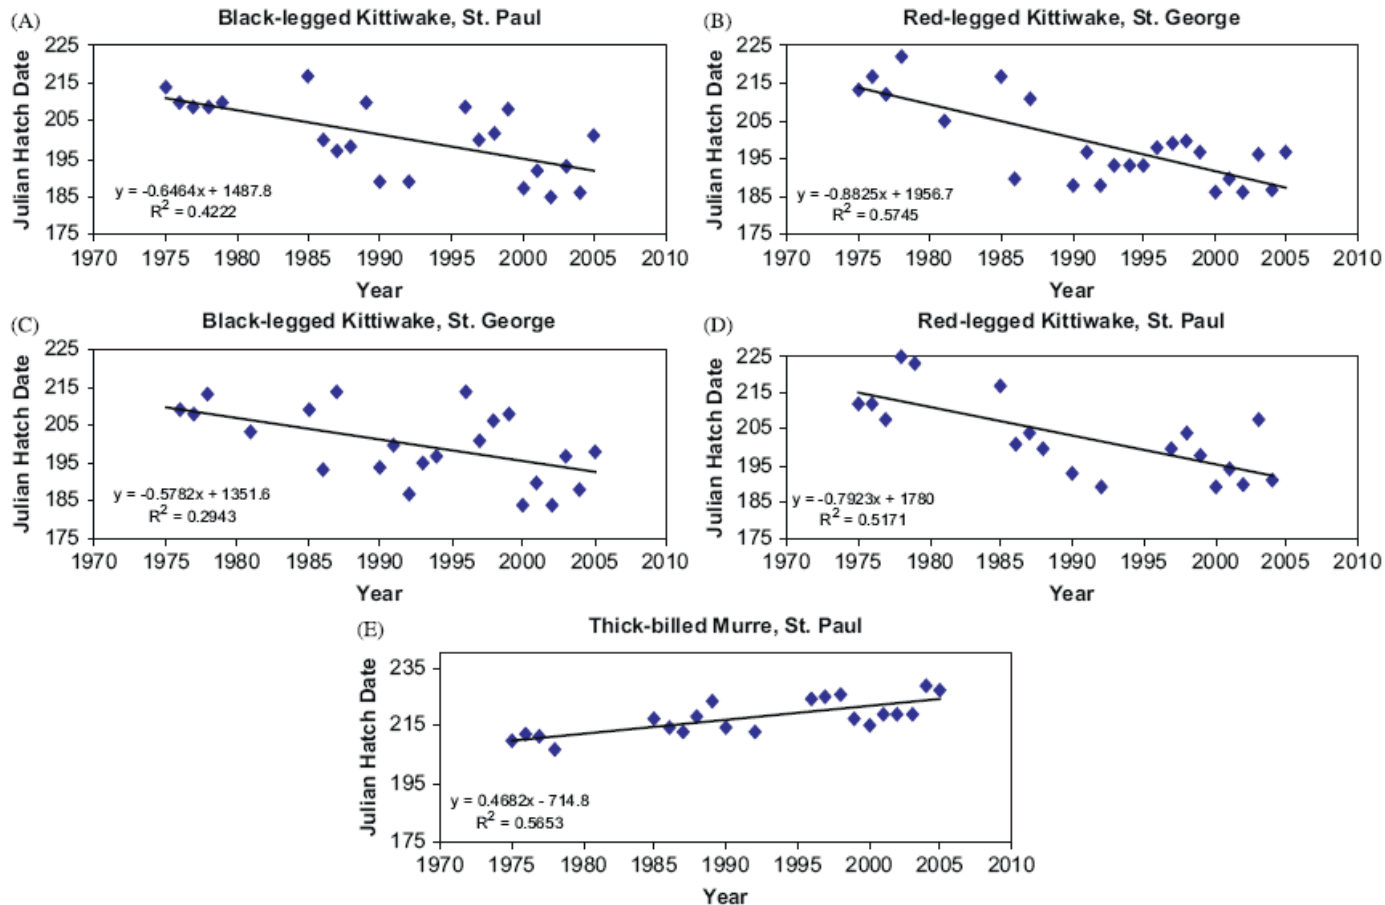 (A)
Black-legged Kittiwake, St. Paul
Julian Hatch Date
225
215
205
195
185
175
y = -0.6464x + 1487.8
R² = 0.4222
1970 1975 1980 1985 1990 1995 2000 2005 2010
Year
(B)
Red-legged Kittiwake, St. George
Julian Hatch Date
225
215
205
195
185
175
y = -0.8825x + 1956.7
R² = 0.5745
1970 1975 1980 1985 1990 1995 2000 2005 2010
Year
(C)
Black-legged Kittiwake, St. George
Julian Hatch Date
225
215
205
195
185
175
y = -0.5782x + 1351.6
R² = 0.2943
1970 1975 1980 1985 1990 1995 2000 2005 2010
Year
(D)
Red-legged Kittiwake, St. Paul
Julian Hatch Date
225
215
205
195
185
175
y = -0.7923x + 1780
R² = 0.5171
1970 1975 1980 1985 1990 1995 2000 2005 2010
Year
(E)
Thick-billed Murre, St. Paul
Julian Hatch Date
235
215
195
175
y = 0.4682x - 714.8
R² = 0.5653
1970 1975 1980 1985 1990 1995 2000 2005 2010
Year